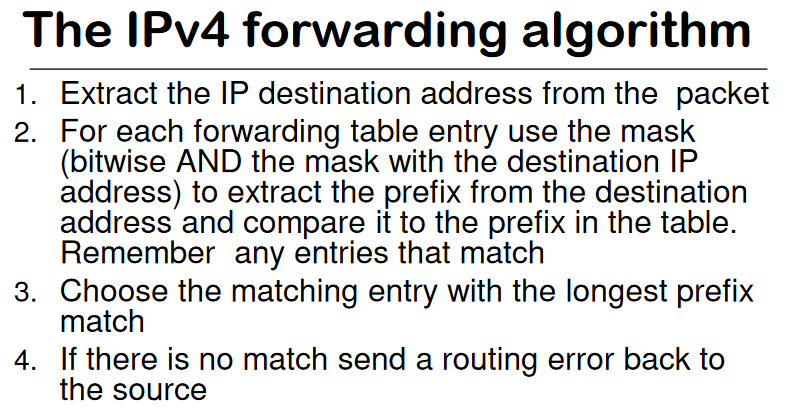 The IPv4 forwarding algorithm
1. Extract the IP destination address from the packet
2. For each forwarding table entry use the mask
(bitwise AND the mask with the destination IP
address) to extract the prefix from the destination
address and compare it to the prefix in the table.
Remember any entries that match
3. Choose the matching entry with the longest prefix
match
4. If there is no match send a routing error back to
the source